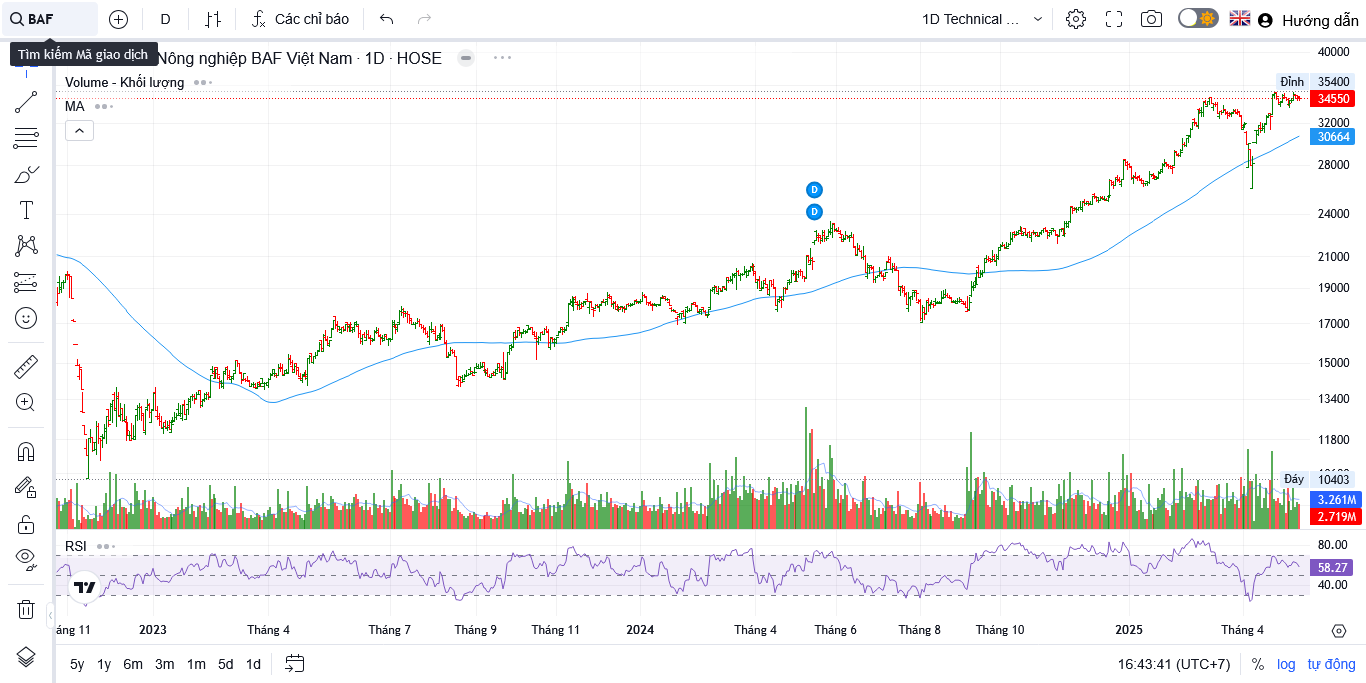 BAF
D
Các chỉ báo
1D Technical ...
Hướng dẫn
Tìm kiếm Mã giao dịch
Nông nghiệp BAF Việt Nam · 1D · HOSE
Volume - Khối lượng
MA
40000
Đỉnh 35400
34550
32000
30664
28000
24000
21000
19000
17000
15000
13400
11800
Đáy 10403
3.261M
2.719M
D
D
RSI
80.00
58.27
40.00
áng 11 2023 Tháng 4 Tháng 7 Tháng 9 Tháng 11 2024 Tháng 4 Tháng 6 Tháng 8 Tháng 10 2025 Tháng 4
5y 1y 6m 3m 1m 5d 1d
16:43:41 (UTC+7) % log tự động